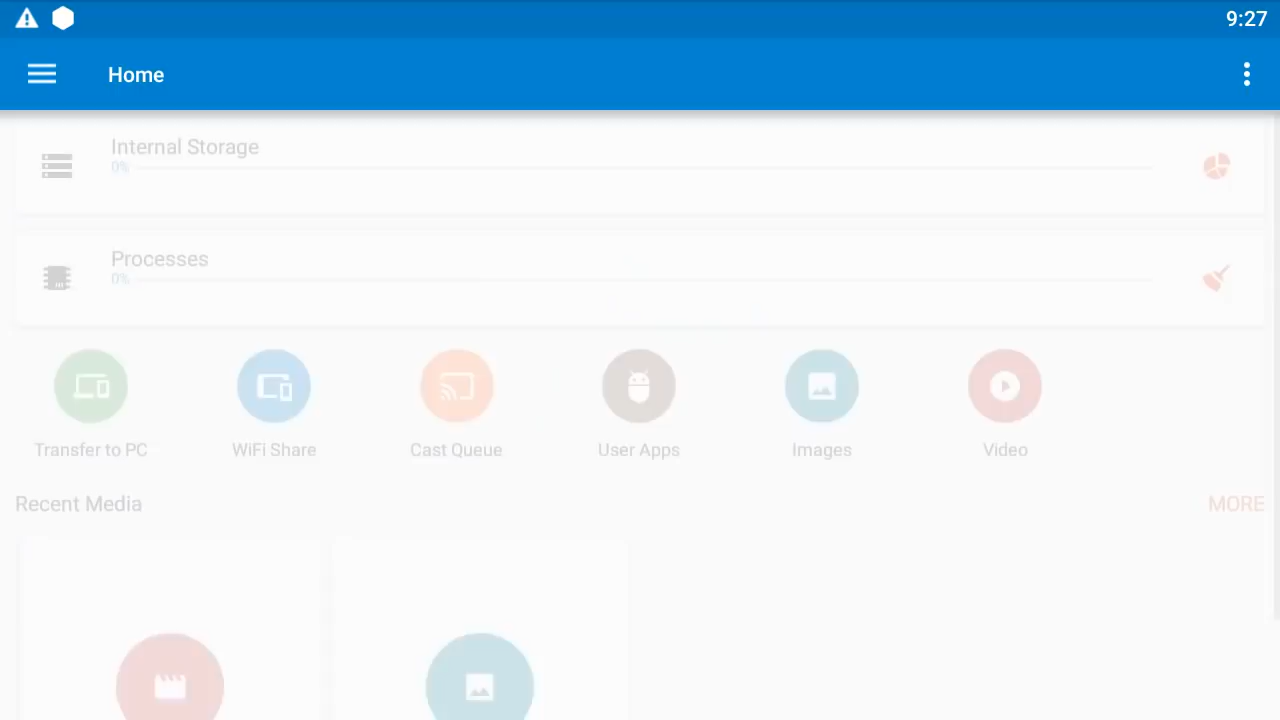 9:27
Home
Internal Storage
0%
Processes
0%
Transfer to PC
WiFi Share
Cast Queue
User Apps
Images
Video
Recent Media
MORE